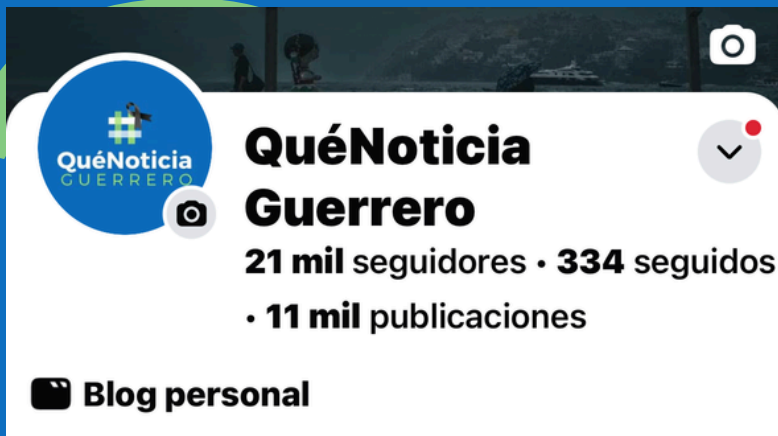 #
QuéNoticia
GUERRERO
QuéNoticia
Guerrero
21 mil seguidores • 334 seguidos
• 11 mil publicaciones
Blog personal